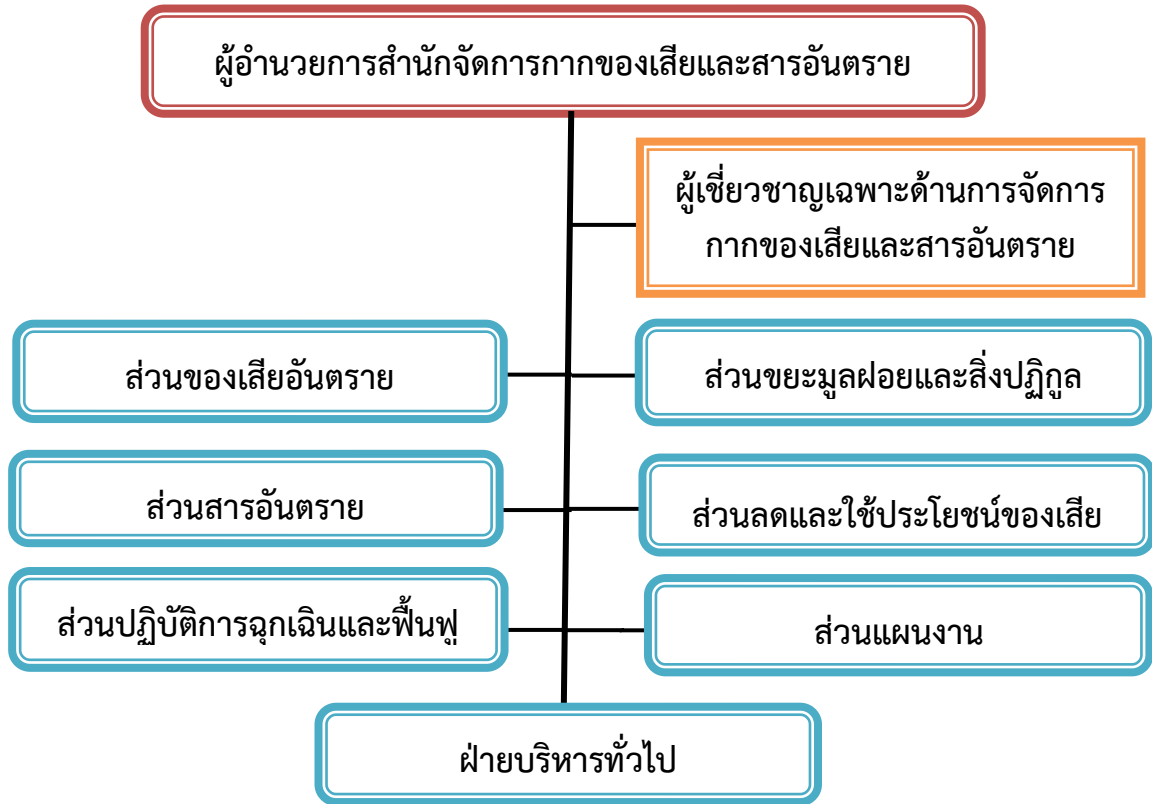 ผู้อำนวยการสำนักจัดการกากของเสียและสารอันตราย
ผู้เชี่ยวชาญเฉพาะด้านการจัดการ
กากของเสียและสารอันตราย
ส่วนของเสียอันตราย
ส่วนขยะมูลฝอยและสิ่งปฏิกูล
ส่วนสารอันตราย
ส่วนลดและใช้ประโยชน์ของเสีย
ส่วนปฏิบัติการฉุกเฉินและฟื้นฟู
ส่วนแผนงาน
ฝ่ายบริหารทั่วไป